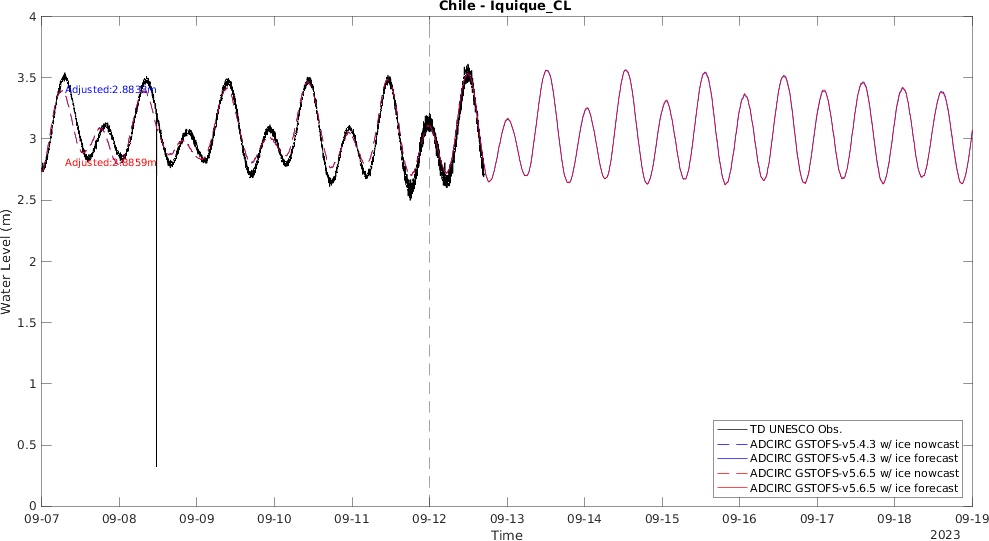 Chile - Iquique_CL
4
3.5
3
2.5
2
1.5
1
0.5
0
Water Level (m)
Adjusted:2.8838m
Adjusted:2.8859m
TD UNESCO Obs.
ADCIRC GSTOFS-v5.4.3 w/ ice nowcast
ADCIRC GSTOFS-v5.4.3 w/ ice forecast
ADCIRC GSTOFS-v5.6.5 w/ ice nowcast
ADCIRC GSTOFS-v5.6.5 w/ ice forecast
09-07 09-08 09-09 09-10 09-11 09-12 09-13 09-14 09-15 09-16 09-17 09-18 09-19
Time
2023